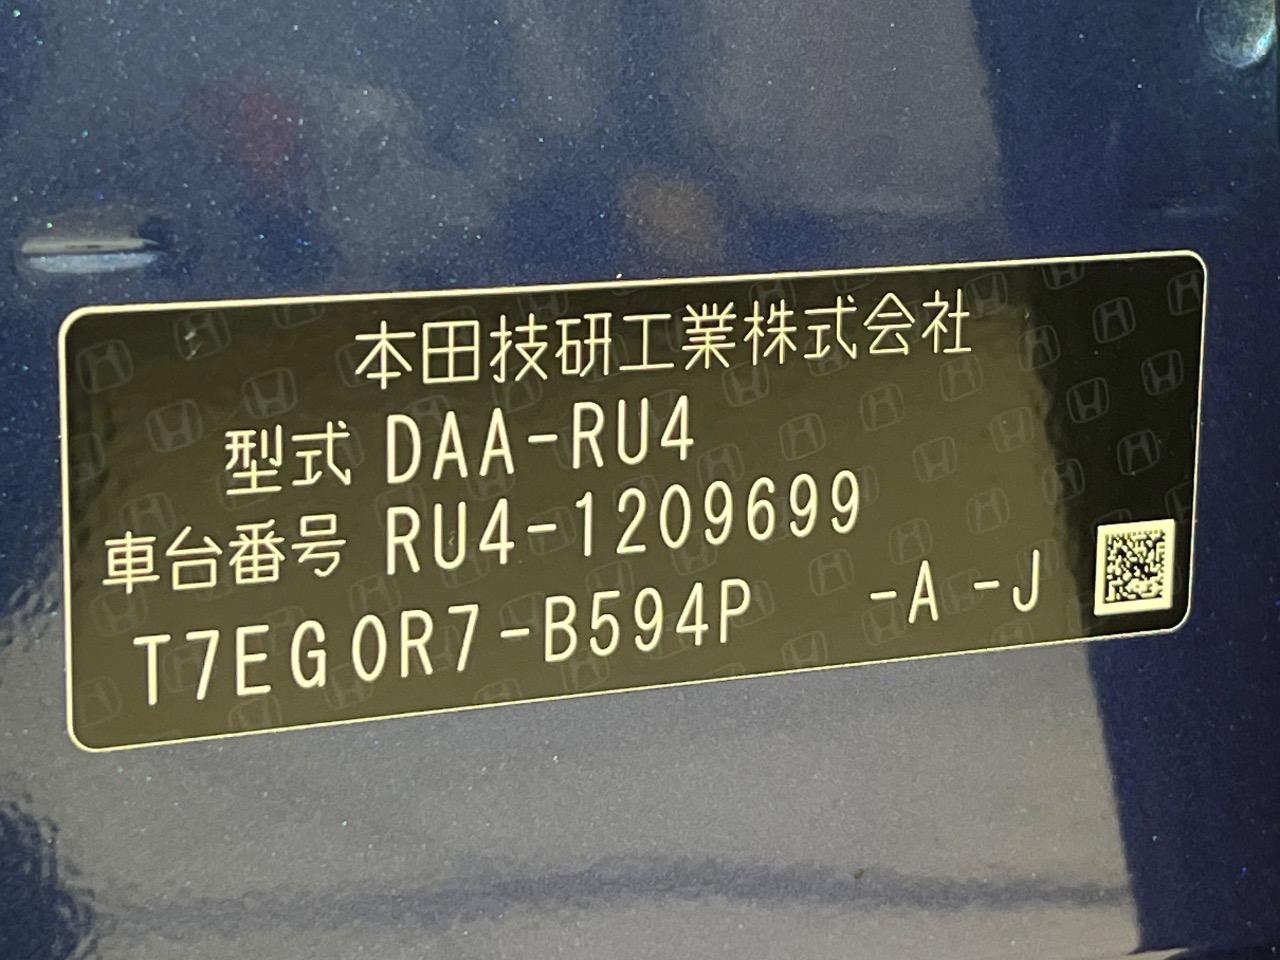 本田技研工業株式会社
型式 DAA-RU4
車台番号 RU4-1209699
T7EG0R7-B594P -A -J